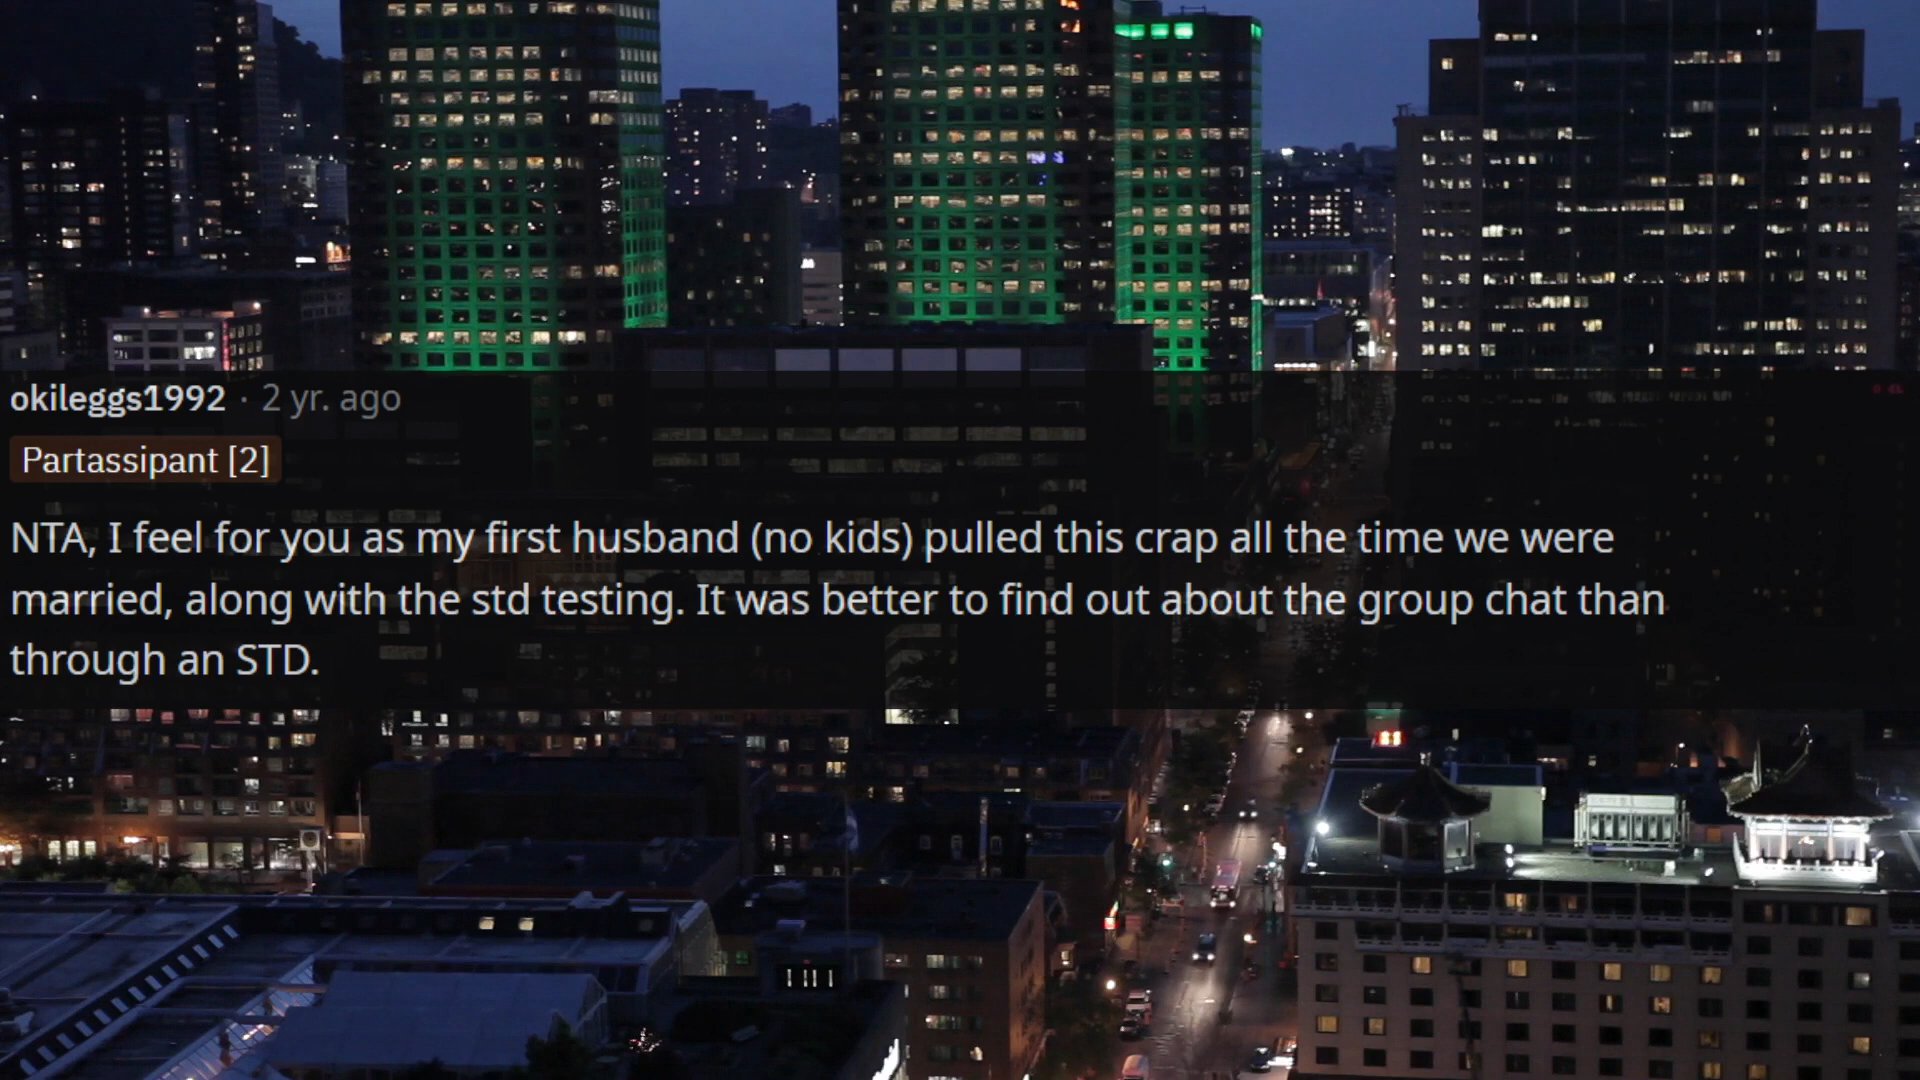 okileggs1992 · 2 yr. ago
Partassipant [2]
NTA, I feel for you as my first husband (no kids) pulled this crap all the time we were
married, along with the std testing. It was better to find out about the group chat than
through an STD.